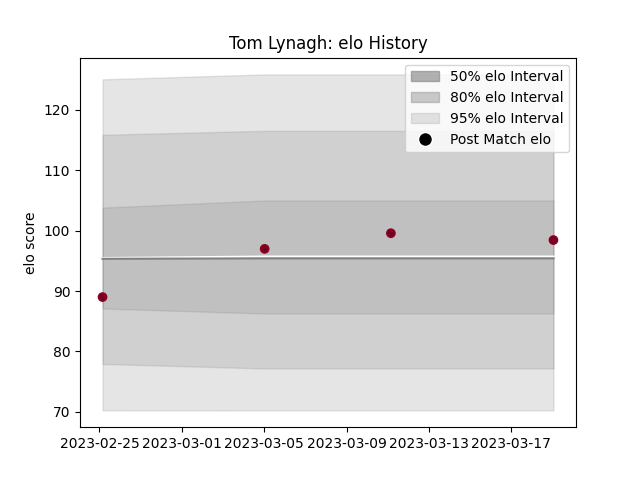 Tom Lynagh: elo History
50% elo Interval
80% elo Interval
95% elo Interval
Post Match elo
elo score
120
110
100
90
80
70
2023-02-25 2023-03-01 2023-03-05 2023-03-09 2023-03-13 2023-03-17